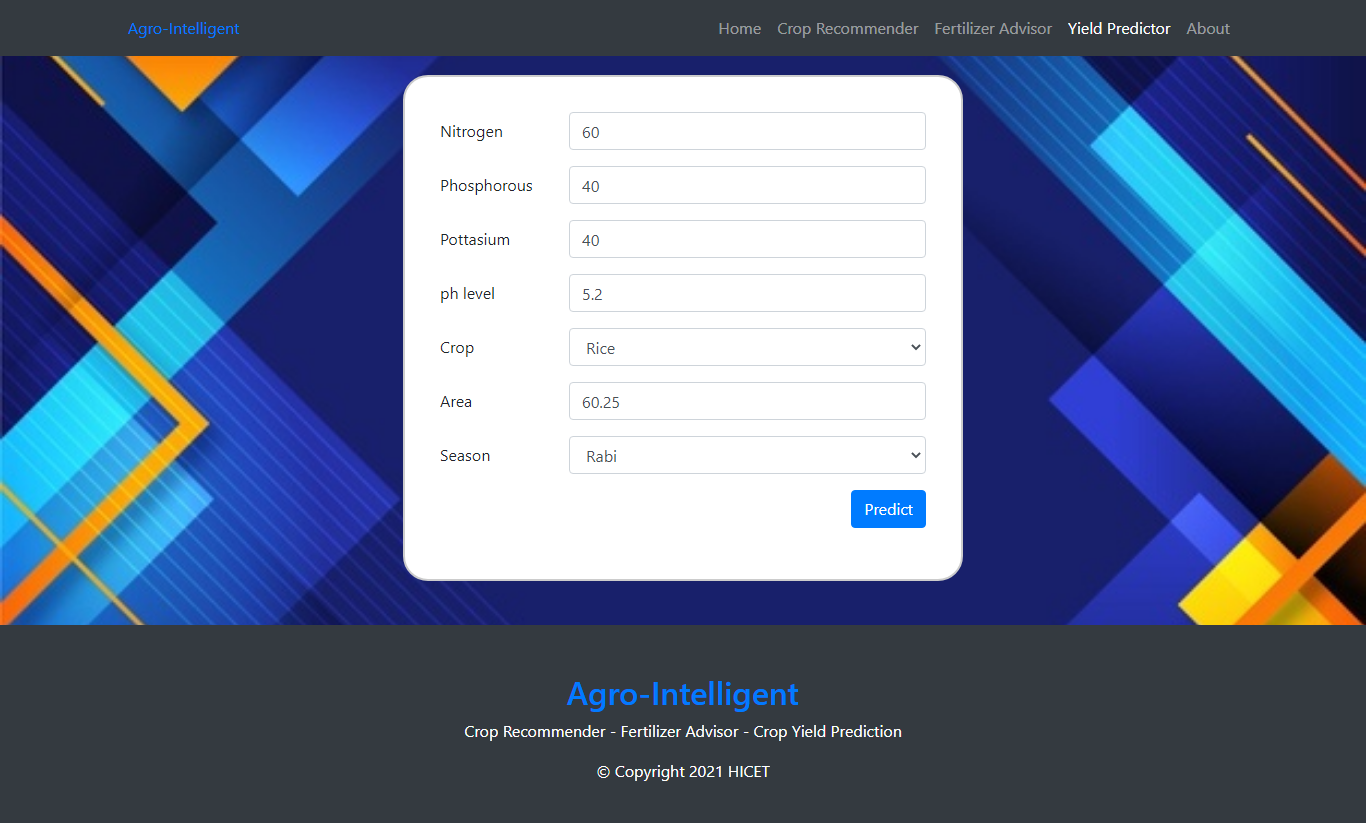 Agro-Intelligent Home Crop Recommender Fertilizer Advisor Yield Predictor About
Nitrogen 60
Phosphorous 40
Pottasium 40
ph level 5.2
Crop Rice
Area 60.25
Season Rabi
Predict
Agro-Intelligent
Crop Recommender - Fertilizer Advisor - Crop Yield Prediction
© Copyright 2021 HICET